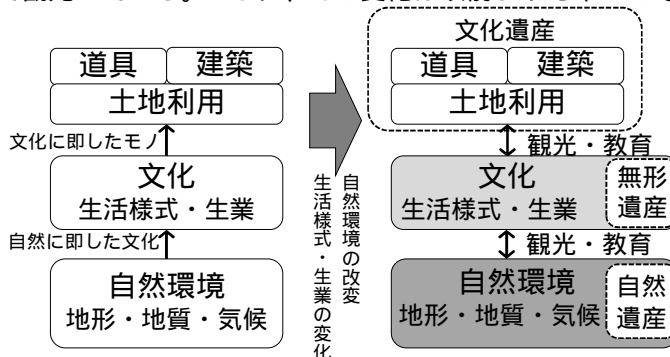 道具
建築
土地利用
文化に即したモノ
文化
生活様式・生業
自然に即した文化
自然環境
地形・地質・気候
自然環境の改変
生活様式・生業の変化
文化遺産
道具
建築
土地利用
観光・教育
文化
生活様式・生業
無形
遺産
観光・教育
自然環境
地形・地質・気候
自然
遺産